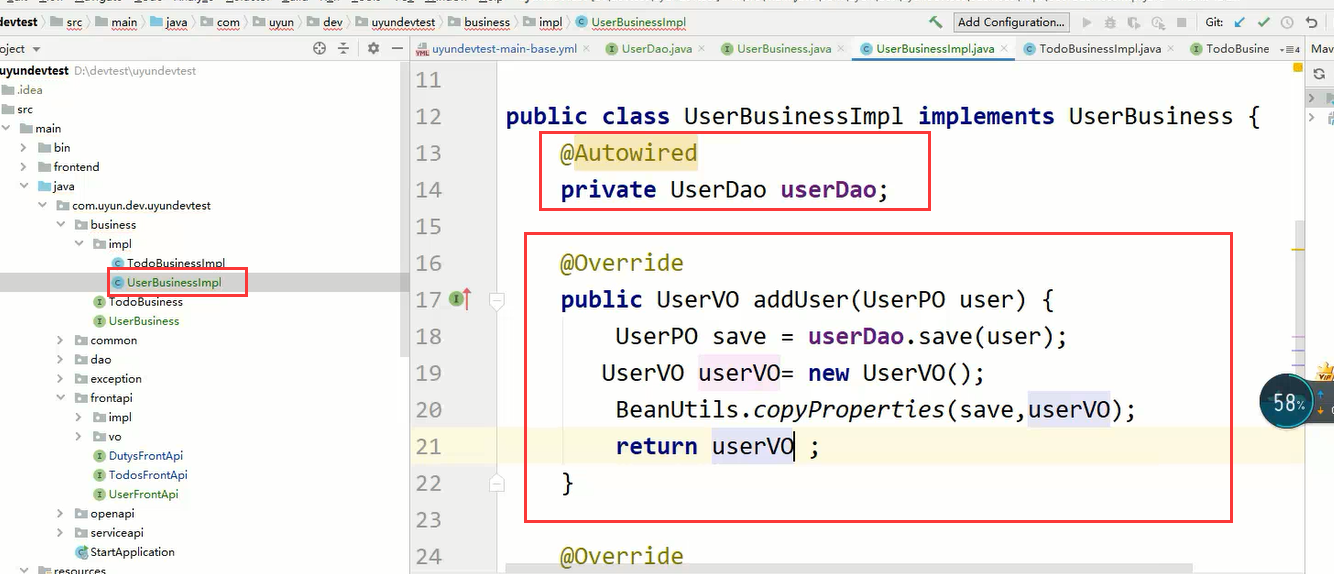 devtest src main java com uyun dev uyundevtest business impl UserBusinessImpl Add Configuration... Git:
oject
uyundevtest-main-base.yml UserDao.java UserBusiness.java UserBusinessImpl.java TodoBusinessImpl.java TodoBusine Mav
uyundevtest D:\devtest\uyundevtest
.idea
src
main
bin
frontend
java
com.uyun.dev.uyundevtest
business
impl
TodoBusinessImpl
UserBusinessImpl
TodoBusiness
UserBusiness
common
dao
exception
frontapi
impl
vo
DutysFrontApi
TodosFrontApi
UserFrontApi
openapi
serviceapi
StartApplication
resources
11
12 public class UserBusinessImpl implements UserBusiness {
13 @Autowired
14 private UserDao userDao;
15
16 @Override
17 public UserVO addUser(UserPO user) {
18 UserPO save = userDao.save(user);
19 UserVO userVO= new UserVO();
20 BeanUtils.copyProperties(save,userVO);
21 return userVO ;
22 }
23
24 @Override
58%